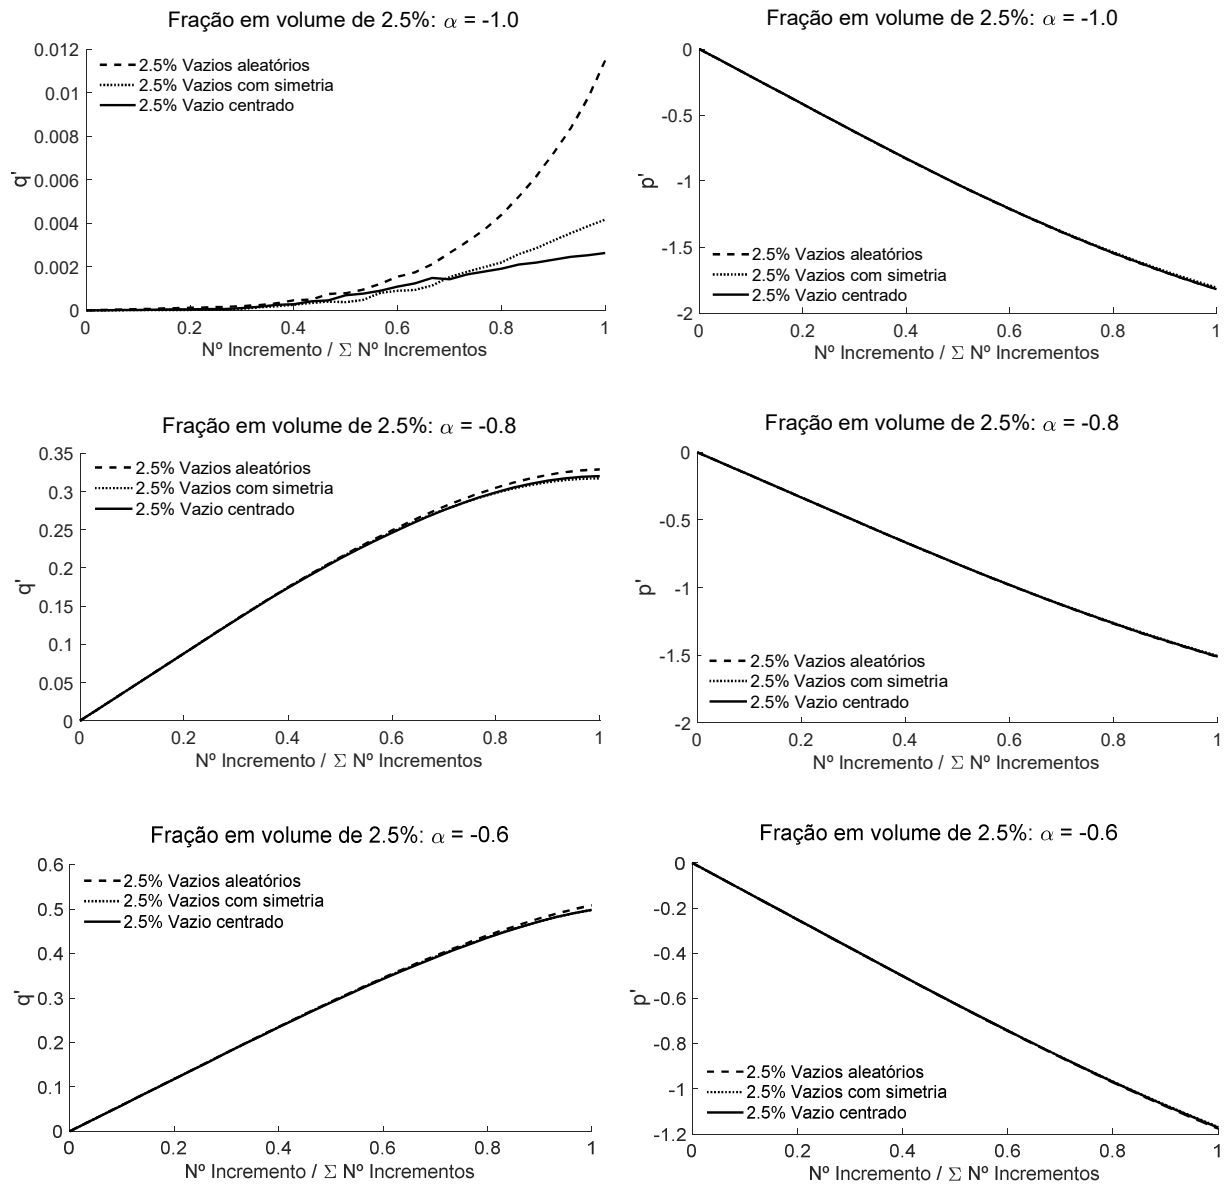 Fração em volume de 2.5%: α = -1.0
0.012
0.01
0.008
0.006
0.004
0.002
0
q'
2.5% Vazios aleatórios
2.5% Vazios com simetria
2.5% Vazio centrado
0 0.2 0.4 0.6 0.8 1
Nº Incremento / Σ Nº Incrementos
Fração em volume de 2.5%: α = -1.0
0
-0.5
-1
-1.5
-2
p'
2.5% Vazios aleatórios
2.5% Vazios com simetria
2.5% Vazio centrado
0 0.2 0.4 0.6 0.8 1
Nº Incremento / Σ Nº Incrementos
Fração em volume de 2.5%: α = -0.8
0.35
0.3
0.25
0.2
0.15
0.1
0.05
0
q'
2.5% Vazios aleatórios
2.5% Vazios com simetria
2.5% Vazio centrado
0 0.2 0.4 0.6 0.8 1
Nº Incremento / Σ Nº Incrementos
Fração em volume de 2.5%: α = -0.8
0
-0.5
-1
-1.5
-2
p'
2.5% Vazios aleatórios
2.5% Vazios com simetria
2.5% Vazio centrado
0 0.2 0.4 0.6 0.8 1
Nº Incremento / Σ Nº Incrementos
Fração em volume de 2.5%: α = -0.6
0.6
0.5
0.4
0.3
0.2
0.1
0
q'
2.5% Vazios aleatórios
2.5% Vazios com simetria
2.5% Vazio centrado
0 0.2 0.4 0.6 0.8 1
Nº Incremento / Σ Nº Incrementos
Fração em volume de 2.5%: α = -0.6
0
-0.2
-0.4
-0.6
-0.8
-1
-1.2
p'
2.5% Vazios aleatórios
2.5% Vazios com simetria
2.5% Vazio centrado
0 0.2 0.4 0.6 0.8 1
Nº Incremento / Σ Nº Incrementos